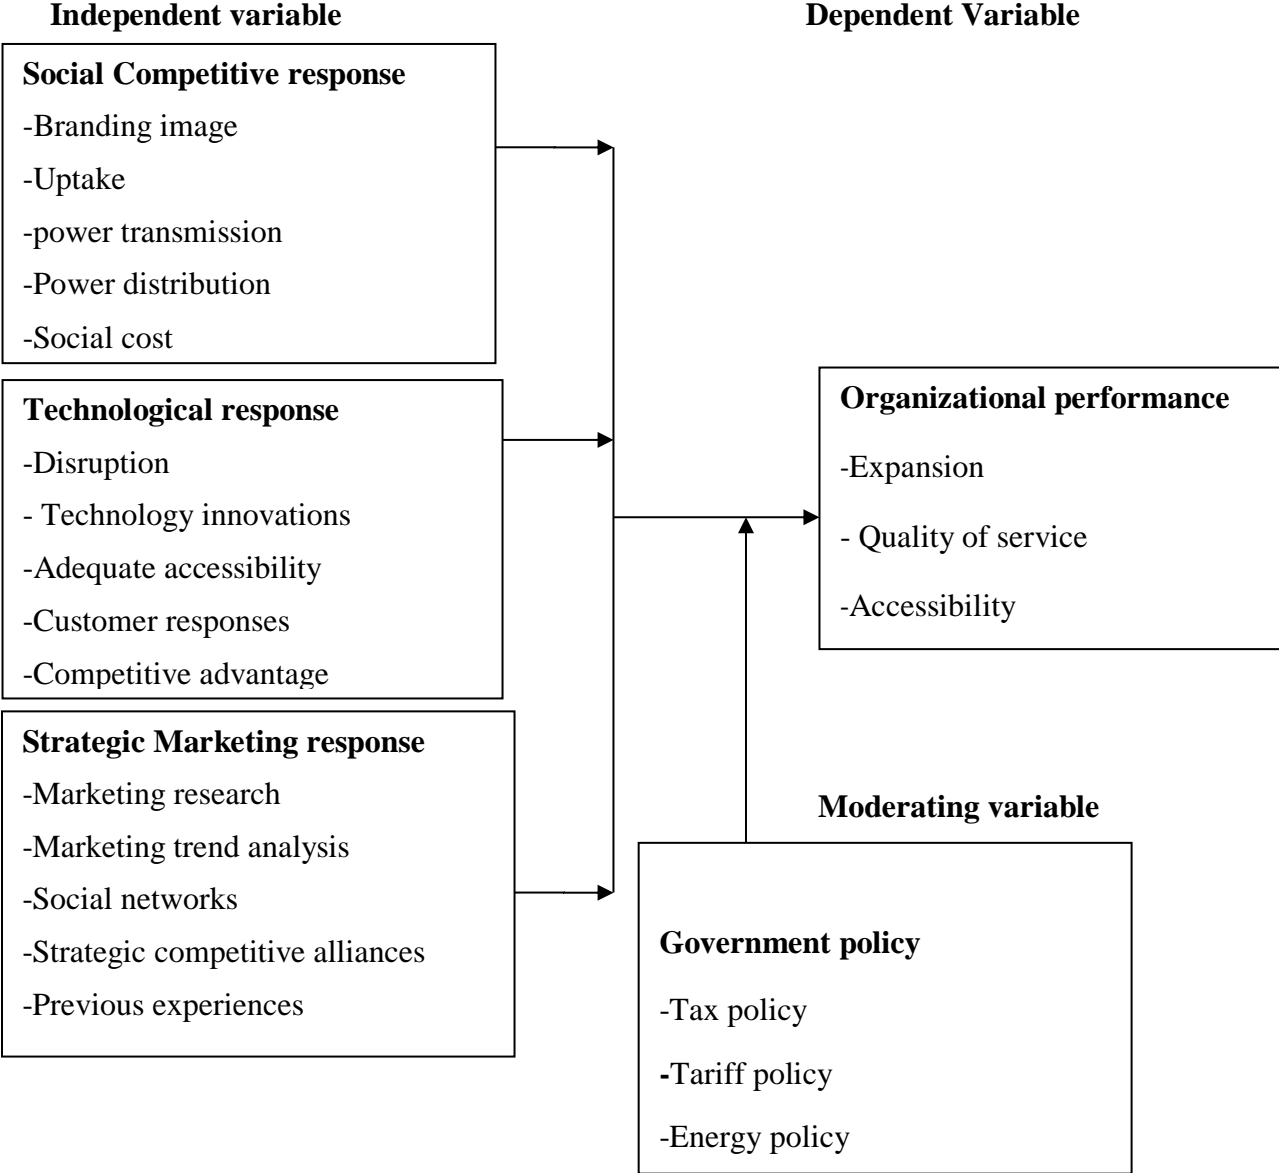 Independent variable
Dependent Variable
Social Competitive response
-Branding image
-Uptake
-power transmission
-Power distribution
-Social cost
Technological response
-Disruption
- Technology innovations
-Adequate accessibility
-Customer responses
-Competitive advantage
Strategic Marketing response
-Marketing research
-Marketing trend analysis
-Social networks
-Strategic competitive alliances
-Previous experiences
Organizational performance
-Expansion
- Quality of service
-Accessibility
Moderating variable
Government policy
-Tax policy
-Tariff policy
-Energy policy